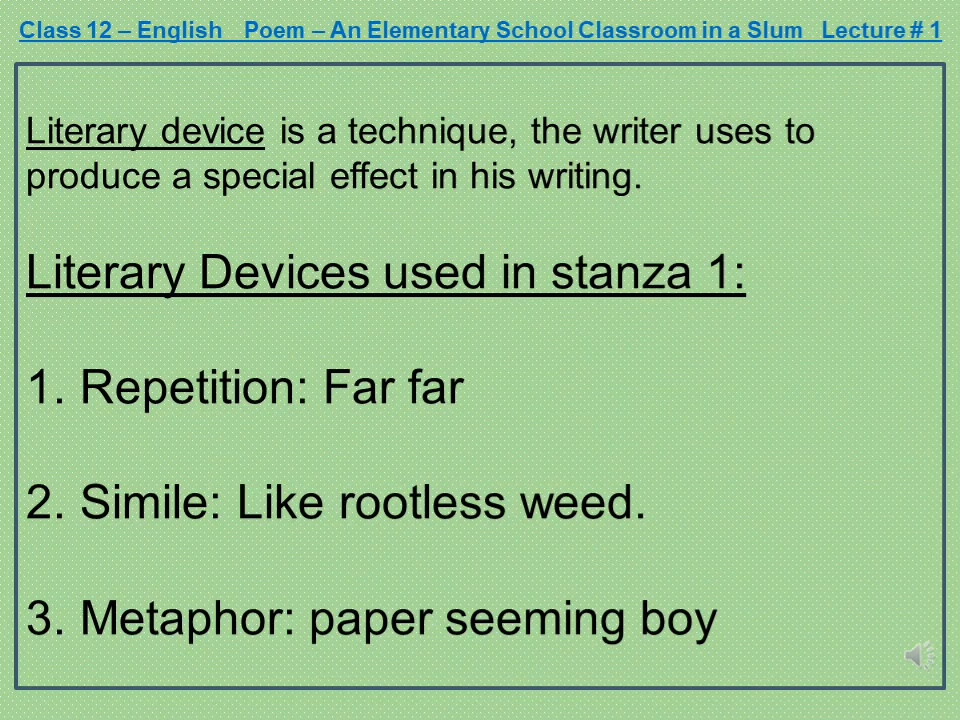 Class 12 – English   Poem – An Elementary School Classroom in a Slum   Lecture # 1
Literary device is a technique, the writer uses to
produce a special effect in his writing.
Literary Devices used in stanza 1:
1. Repetition: Far far
2. Simile: Like rootless weed.
3. Metaphor: paper seeming boy